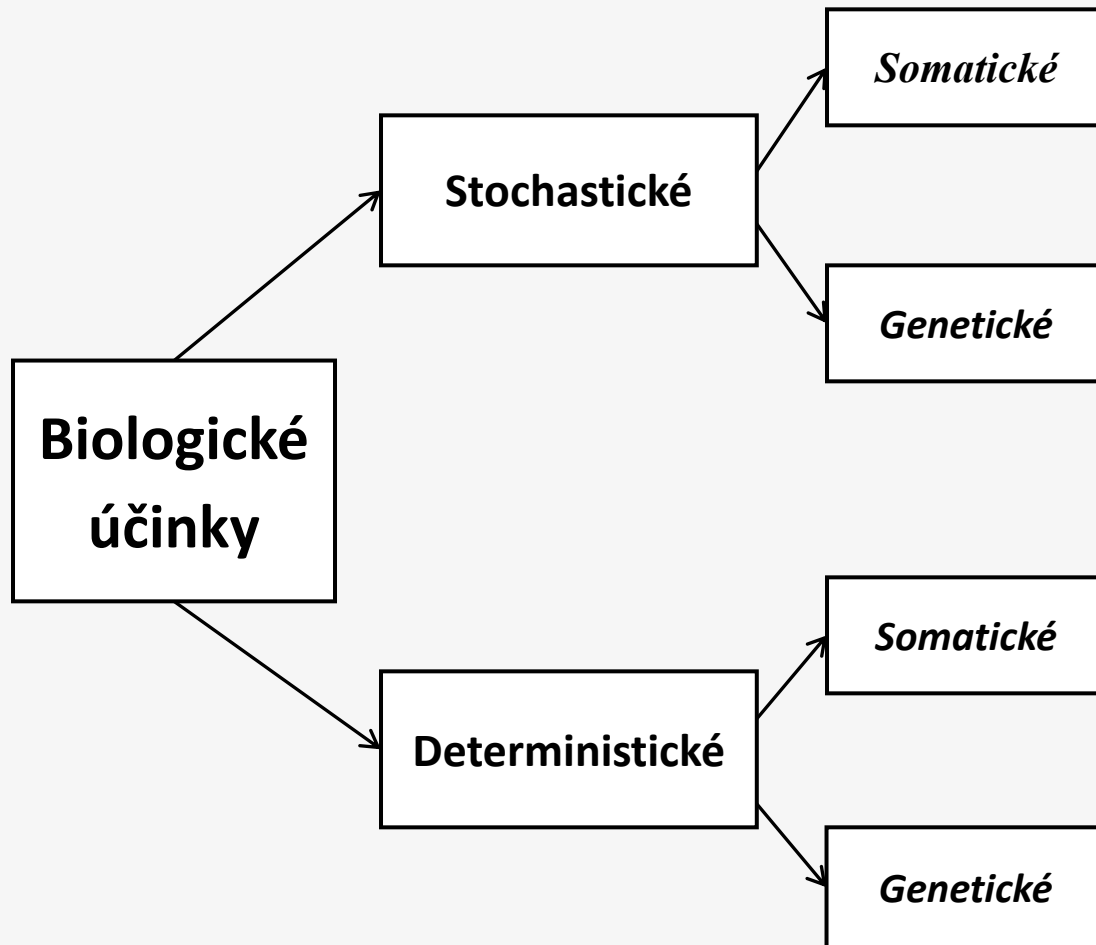 Somatické
Stochastické
Genetické
Biologické
účinky
Somatické
Deterministické
Genetické